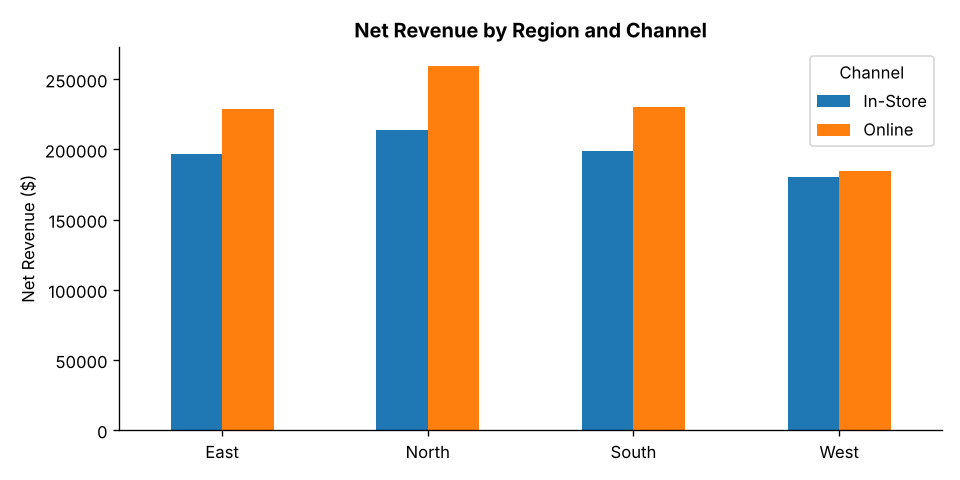 Net Revenue by Region and Channel
Net Revenue ($)
250000
200000
150000
100000
50000
0
Channel
In-Store
Online
East
North
South
West